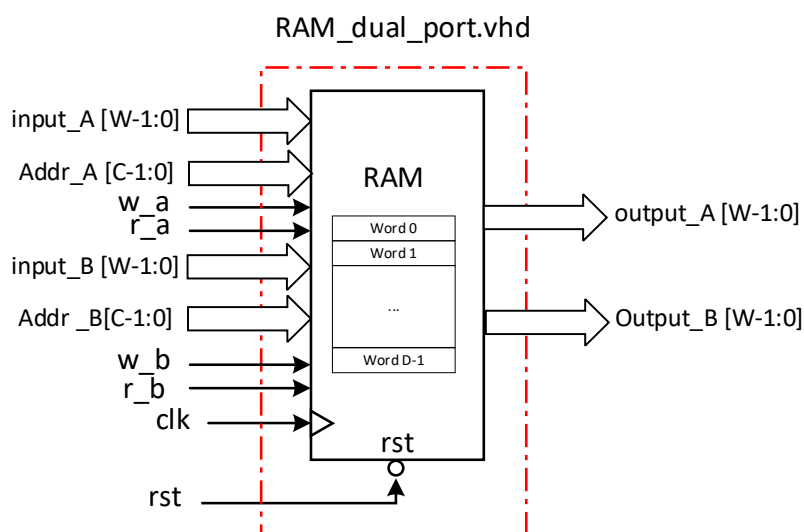 RAM_dual_port.vhd
input_A [W-1:0]
Addr_A [C-1:0]
w_a
r_a
input_B [W-1:0]
Addr _B[C-1:0]
w_b
r_b
clk
rst
RAM
Word 0
Word 1
...
Word D-1
rst
output_A [W-1:0]
Output_B [W-1:0]